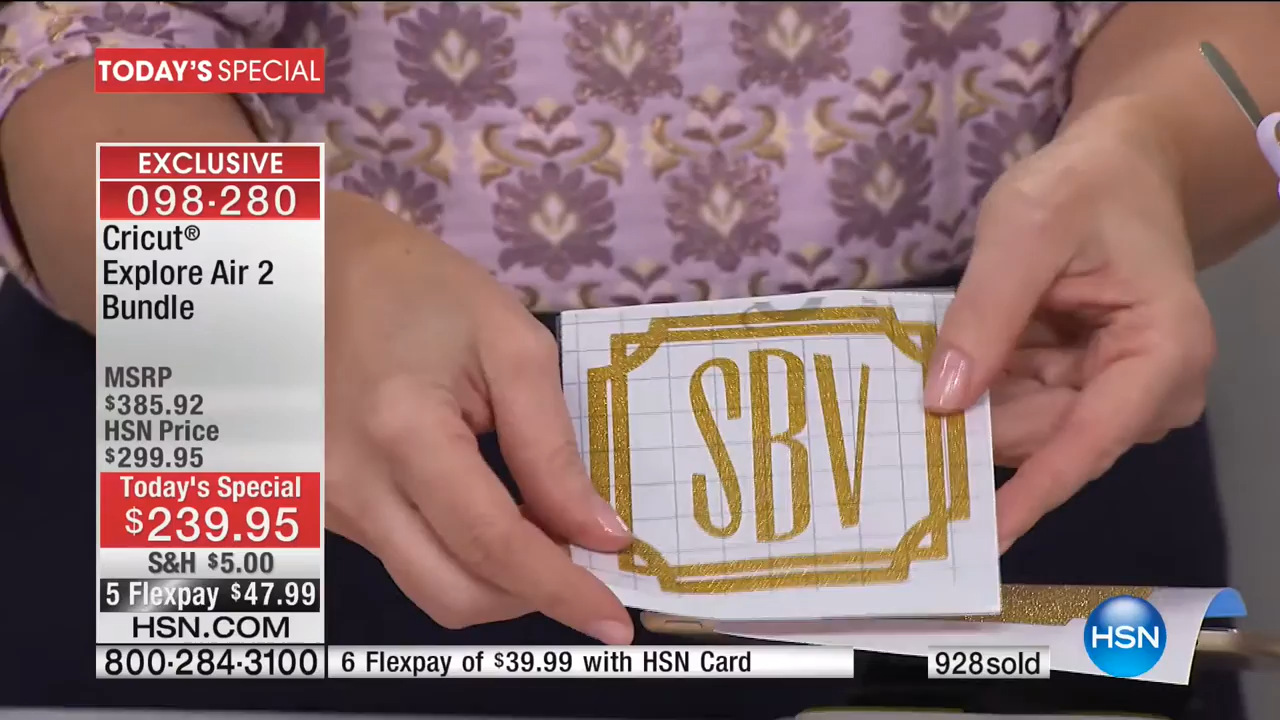 TODAY'S SPECIAL
EXCLUSIVE
098·280
Cricut®
Explore Air 2
Bundle
MSRP
$385.92
HSN Price
$299.95
Today's Special
$239.95
S&H $5.00
5 Flexpay $47.99
HSN.COM
800·284·3100
6 Flexpay of $39.99 with HSN Card
928sold
HSN
SBV